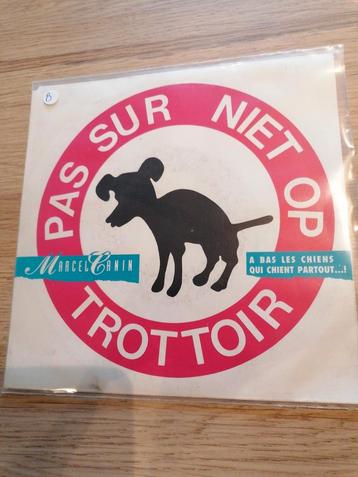 B
PAS SUR
NIET OP
TROTTOIR
MARCEL CANIN
A BAS LES CHIENS
QUI CHIENT PARTOUT...!